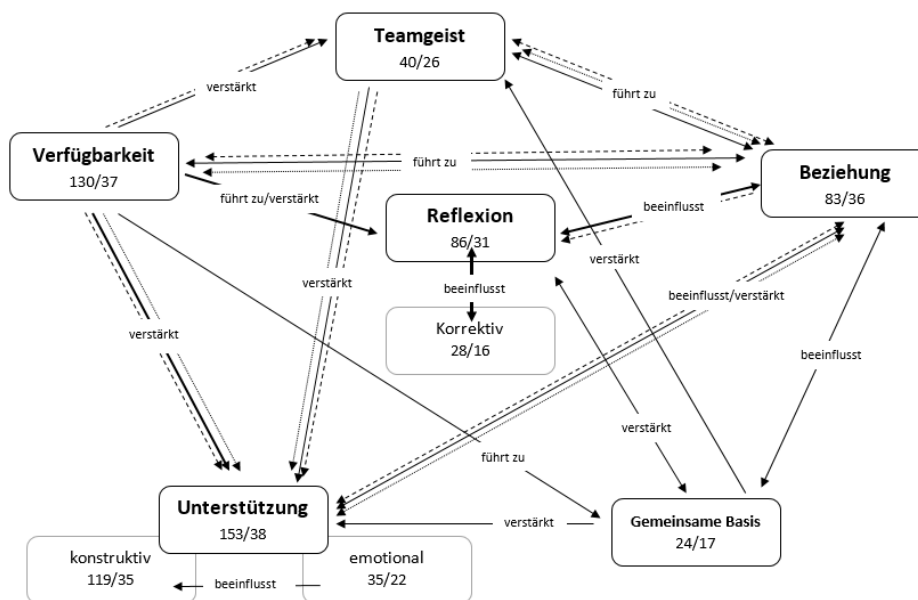 Teamgeist
40/26
verstärkt
führt zu
Verfügbarkeit
130/37
führt zu
Beziehung
83/36
führt zu/verstärkt
Reflexion
86/31
beeinflusst
verstärkt
verstärkt
beeinflusst
beeinflusst/verstärkt
Korrektiv
28/16
verstärkt
beeinflusst
verstärkt
führt zu
Unterstützung
153/38
verstärkt
Gemeinsame Basis
24/17
konstruktiv
119/35
beeinflusst
emotional
35/22